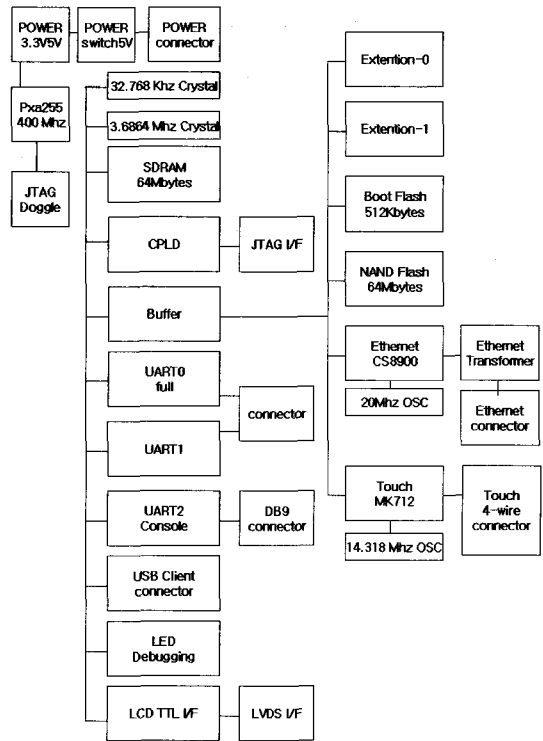 POWER
3.3V5V
POWER
switch5V
POWER
connector
Pxa255
400 Mhz
JTAG
Doggle
32.768 Khz Crystal
3.6864 Mhz Crystal
SDRAM
64Mbytes
CPLD
JTAG I/F
Buffer
UART0
full
connector
UART1
UART2
Console
DB9
connector
USB Client
connector
LED
Debugging
LCD TTL I/F
LVDS I/F
Extention-0
Extention-1
Boot Flash
512Kbytes
NAND Flash
64Mbytes
Ethernet
CS8900
Ethernet
Transformer
20Mhz OSC
Ethernet
connector
Touch
MK712
Touch
4-wire
connector
14.318 Mhz OSC